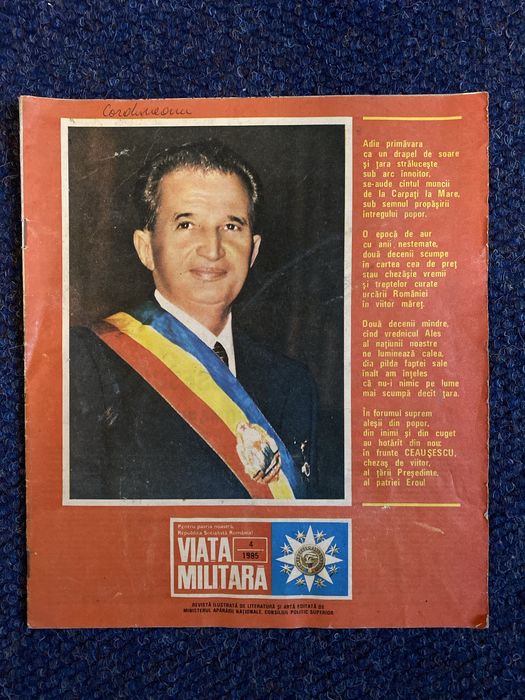 Corduneanu
Adie primăvara
ca un drapel de soare
și țara strălucește
sub arc înnoitor,
se-aude cîntul muncii
de la Carpați la Mare,
sub semnul propășirii
întregului popor.
O epocă de aur
cu anii nestemate,
două decenii scumpe
în cartea cea de preț
stau chezășie vremii
și treptelor curate
urcării României
în viitor măreț.
Două decenii mîndre,
cînd vrednicul Ales
al națiunii noastre
ne luminează calea,
din pilda faptei sale
înalt am înțeles
că nu-i nimic pe lume
mai scumpă decît țara.
În forumul suprem
aleșii din popor,
din inimi și din cuget
au hotărît din nou:
în frunte CEAUȘESCU,
chezaș de viitor,
al țării Președinte,
al patriei Erou!
Pentru patria noastră,
Republica Socialistă România!
VIAȚA
MILITARĂ
4
1985
REVISTĂ ILUSTRATĂ DE LITERATURĂ ȘI ARTĂ EDITATĂ DE
MINISTERUL APĂRĂRII NAȚIONALE, CONSILIUL POLITIC SUPERIOR